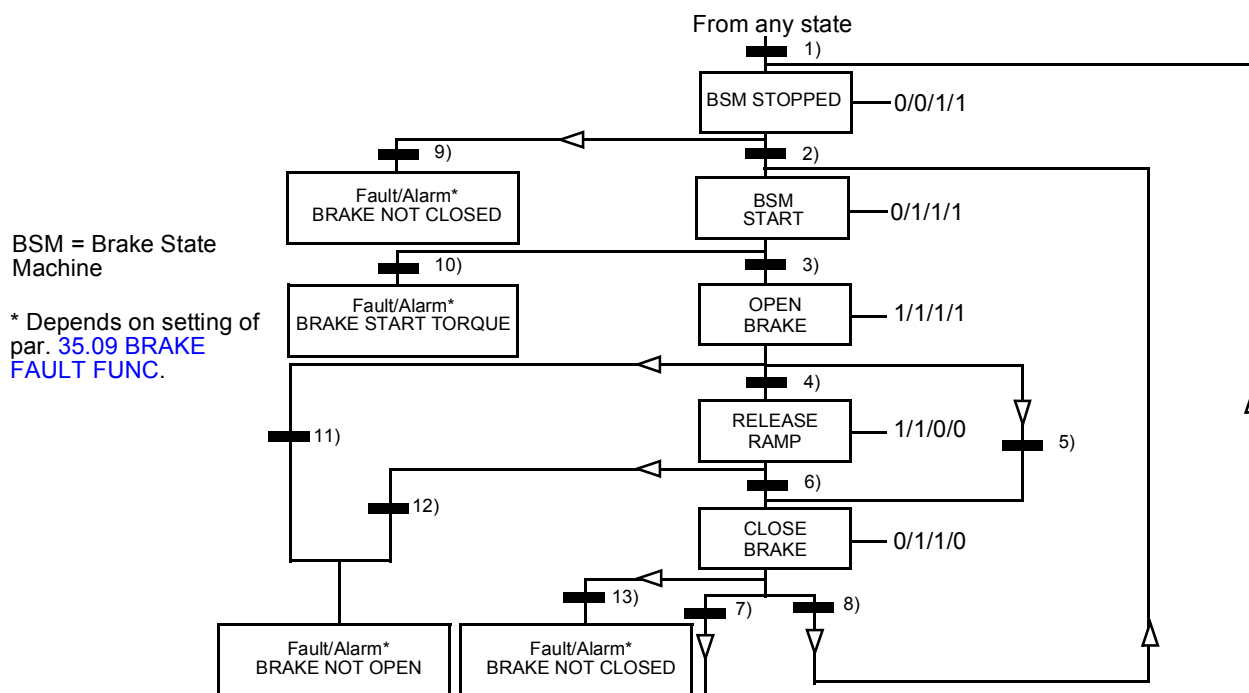 From any state
1)
BSM STOPPED
0/0/1/1
9)
2)
Fault/Alarm*
BRAKE NOT CLOSED
BSM
START
0/1/1/1
BSM = Brake State
Machine
10)
3)
Fault/Alarm*
BRAKE START TORQUE
OPEN
BRAKE
1/1/1/1
* Depends on setting of
par. 35.09 BRAKE
FAULT FUNC.
4)
RELEASE
RAMP
1/1/0/0
11)
5)
6)
12)
CLOSE
BRAKE
0/1/1/0
13)
7)
8)
Fault/Alarm*
BRAKE NOT OPEN
Fault/Alarm*
BRAKE NOT CLOSED